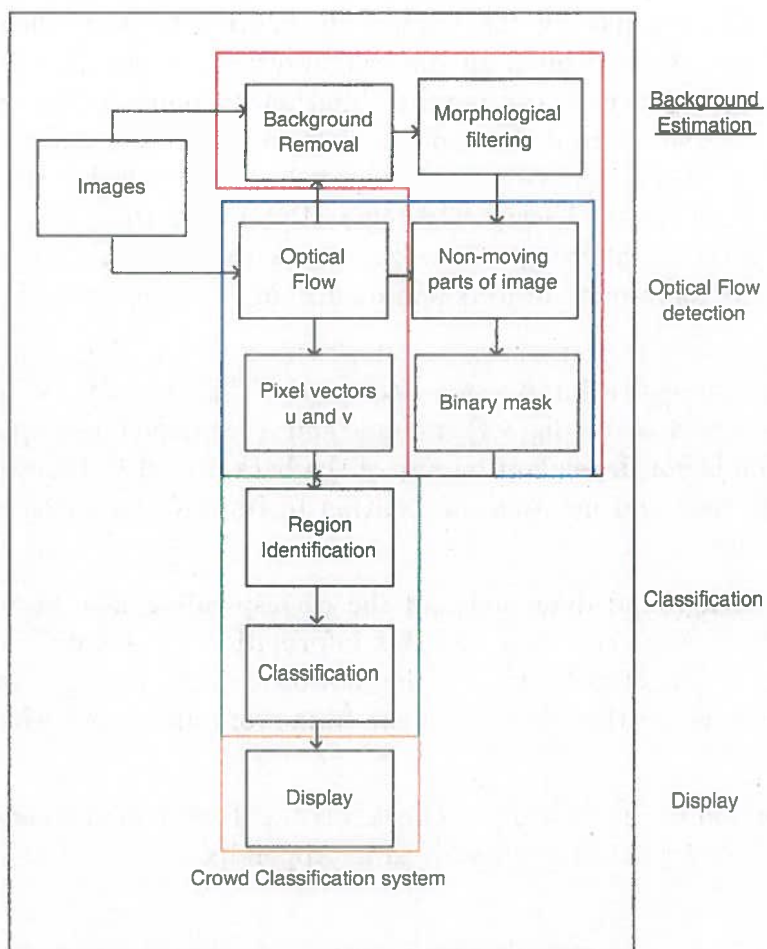 Background
Removal
Morphological
filtering
Background
Estimation
Images
Optical
Flow
Non-moving
parts of image
Optical Flow
detection
Pixel vectors
u and v
Binary mask
Region
Identification
Classification
Classification
Display
Display
Crowd Classification system